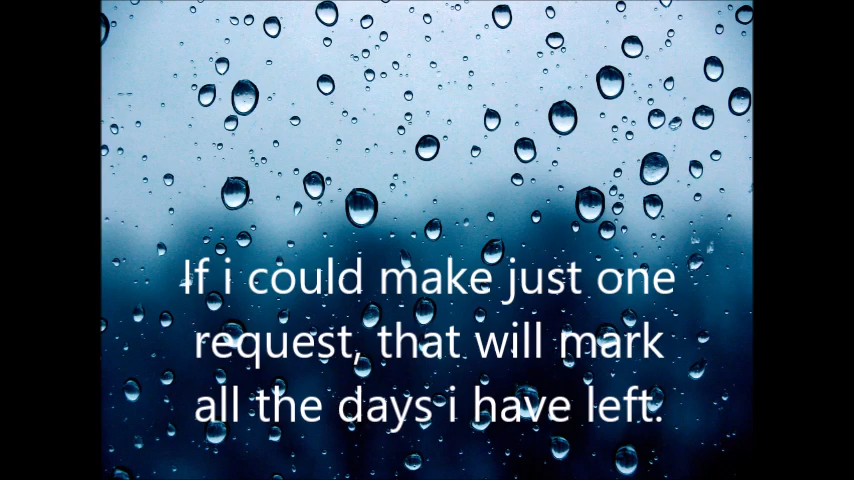 If i could make just one
request, that will mark
all the days i have left.